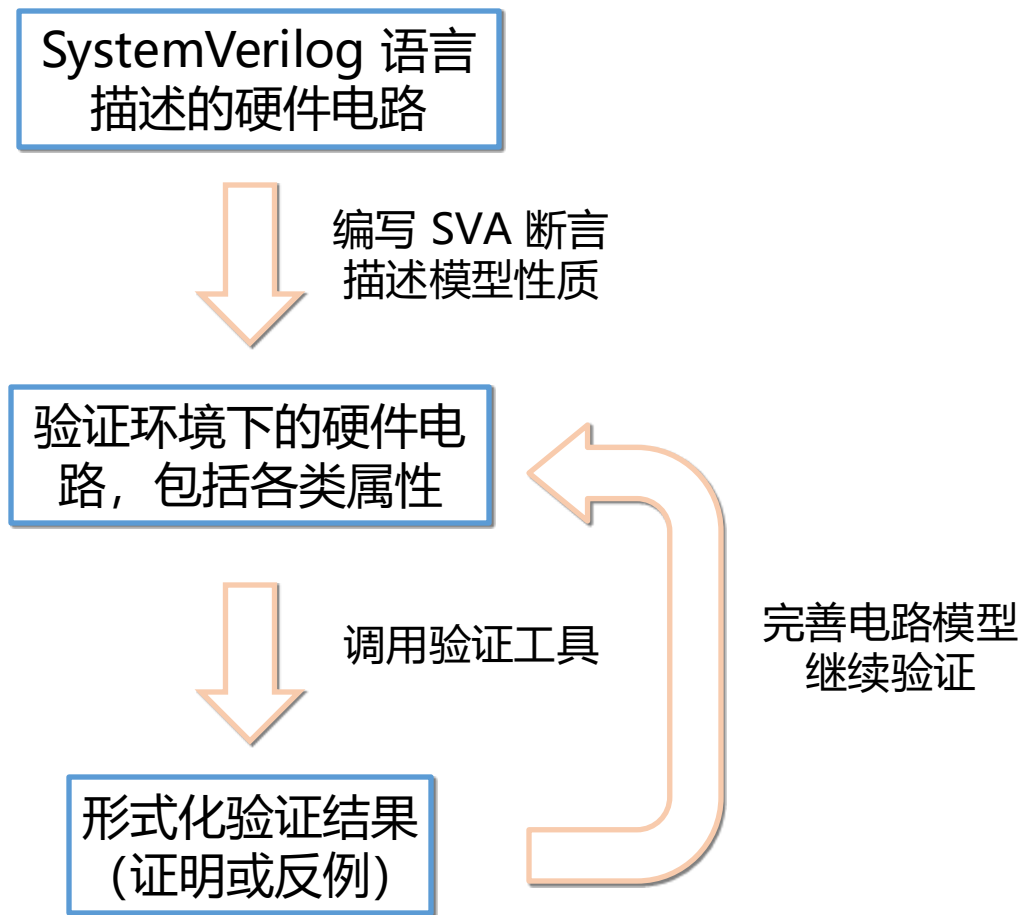 SystemVerilog 语言
描述的硬件电路
编写 SVA 断言
描述模型性质
验证环境下的硬件电
路，包括各类属性
调用验证工具
完善电路模型
继续验证
形式化验证结果
（证明或反例）